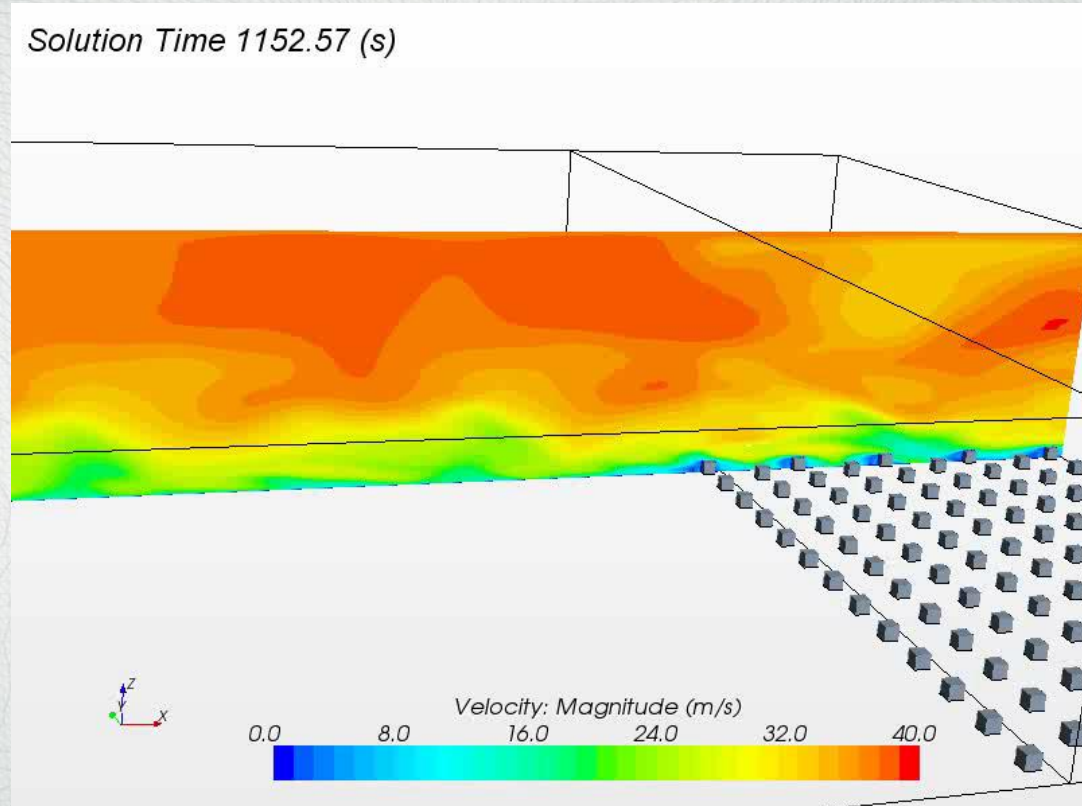 Solution Time 1152.57 (s)
Z
Y
X
Velocity: Magnitude (m/s)
0.0 8.0 16.0 24.0 32.0 40.0